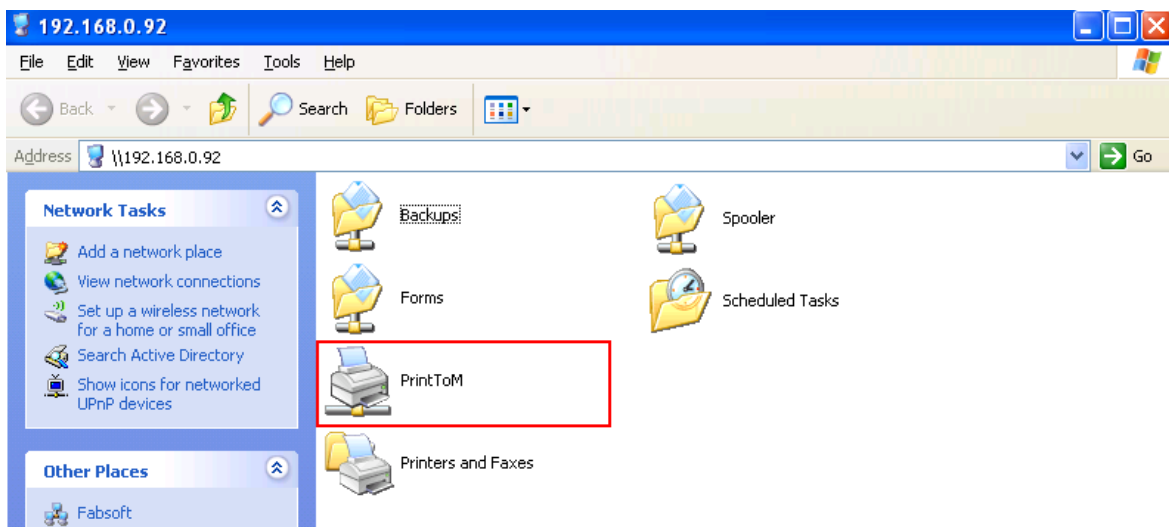 192.168.0.92
File Edit View Favorites Tools Help
Back Search Folders
Address \\192.168.0.92 Go
Network Tasks
Add a network place
View network connections
Set up a wireless network
for a home or small office
Search Active Directory
Show icons for networked
UPnP devices
Other Places
Fabsoft
Backups
Spooler
Forms
Scheduled Tasks
PrintToM
Printers and Faxes